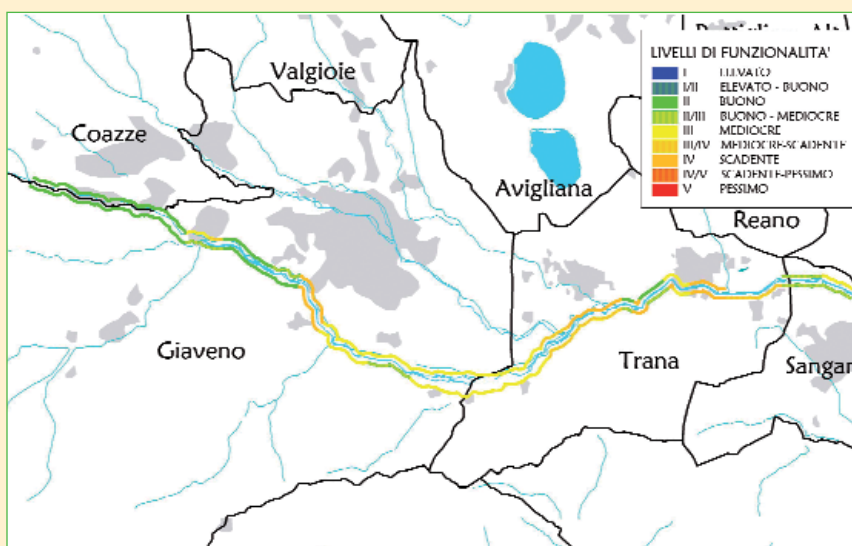 LIVELLI DI FUNZIONALITA'
I ELEVATO
I/II ELEVATO - BUONO
II BUONO
II/III BUONO - MEDIOCRE
III MEDIOCRE
III/IV MEDIOCRE-SCADENTE
IV SCADENTE
IV/V SCADENTE-PESSIMO
V PESSIMO
Valgioie
Coazze
Avigliana
Reano
Giaveno
Trana
Sangan